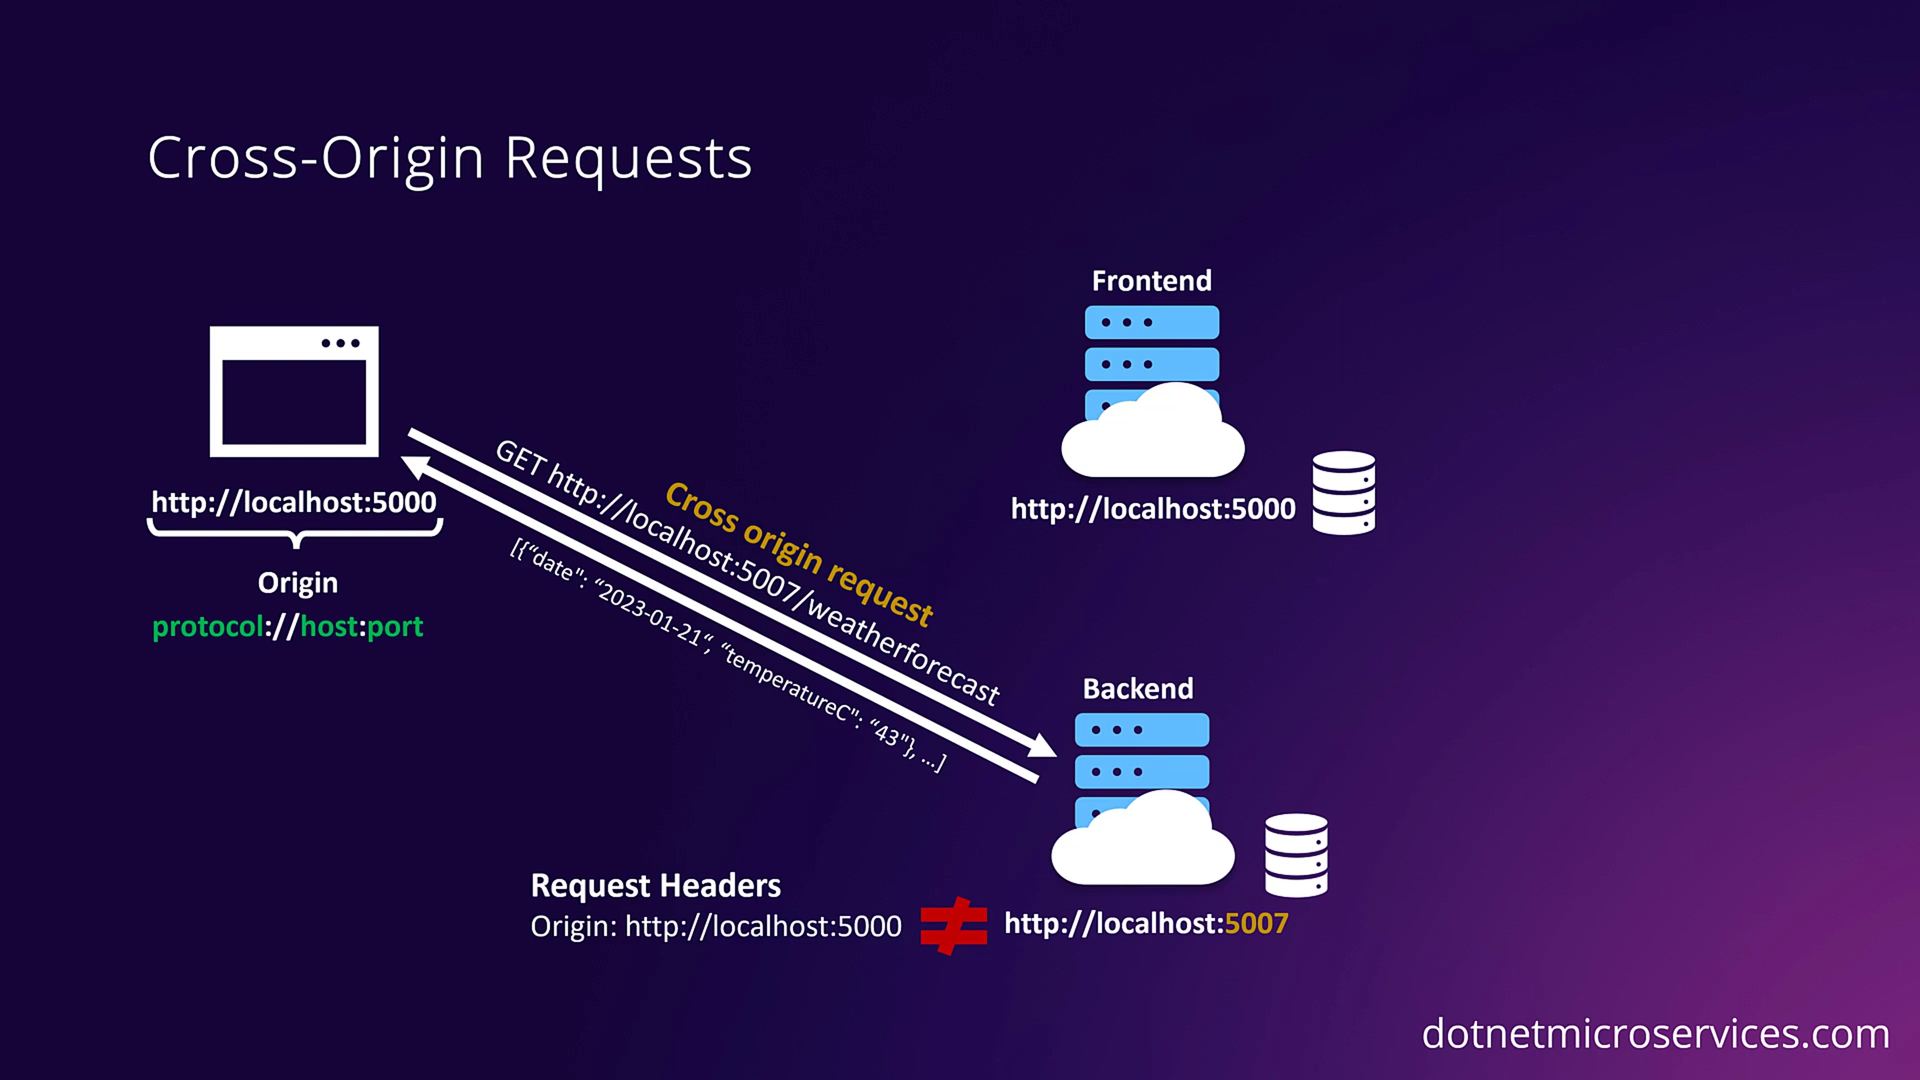 Cross-Origin Requests
Frontend
http://localhost:5000
http://localhost:5000
Origin
protocol://host:port
Cross origin request
GET http://localhost:5007/weatherforecast
[{“date": “2023-01-21“, “temperatureC": “43"}, ...]
Backend
Request Headers
Origin: http://localhost:5000
http://localhost:5007
dotnetmicroservices.com